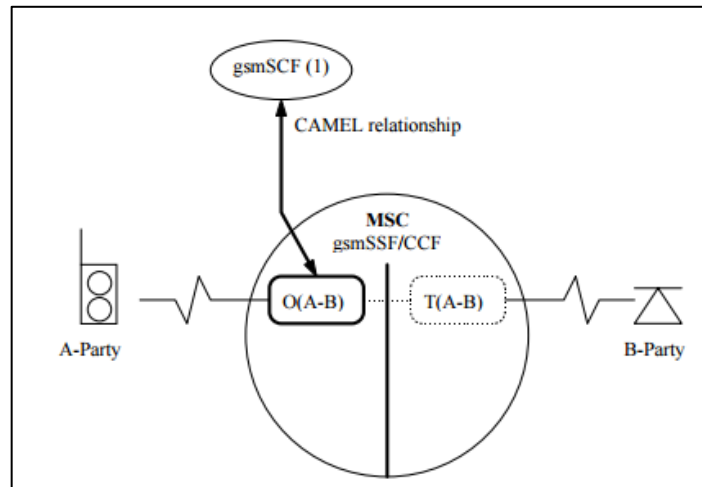 gsmSCF (1)
CAMEL relationship
MSC
gsmSSF/CCF
O(A-B)
T(A-B)
A-Party
B-Party